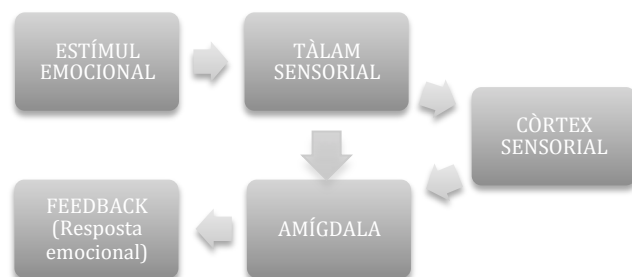 ESTÍMUL
EMOCIONAL
TÀLAM
SENSORIAL
CÒRTEX
SENSORIAL
AMÍGDALA
FEEDBACK
(Resposta
emocional)